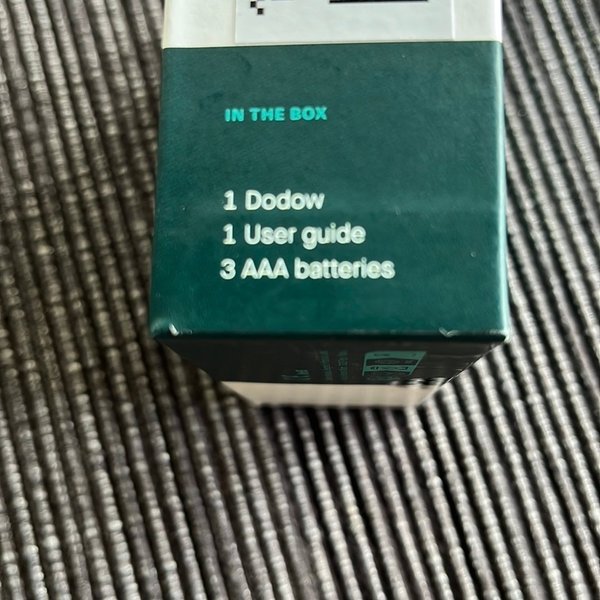 IN THE BOX
1 Dodow
1 User guide
3 AAA batteries